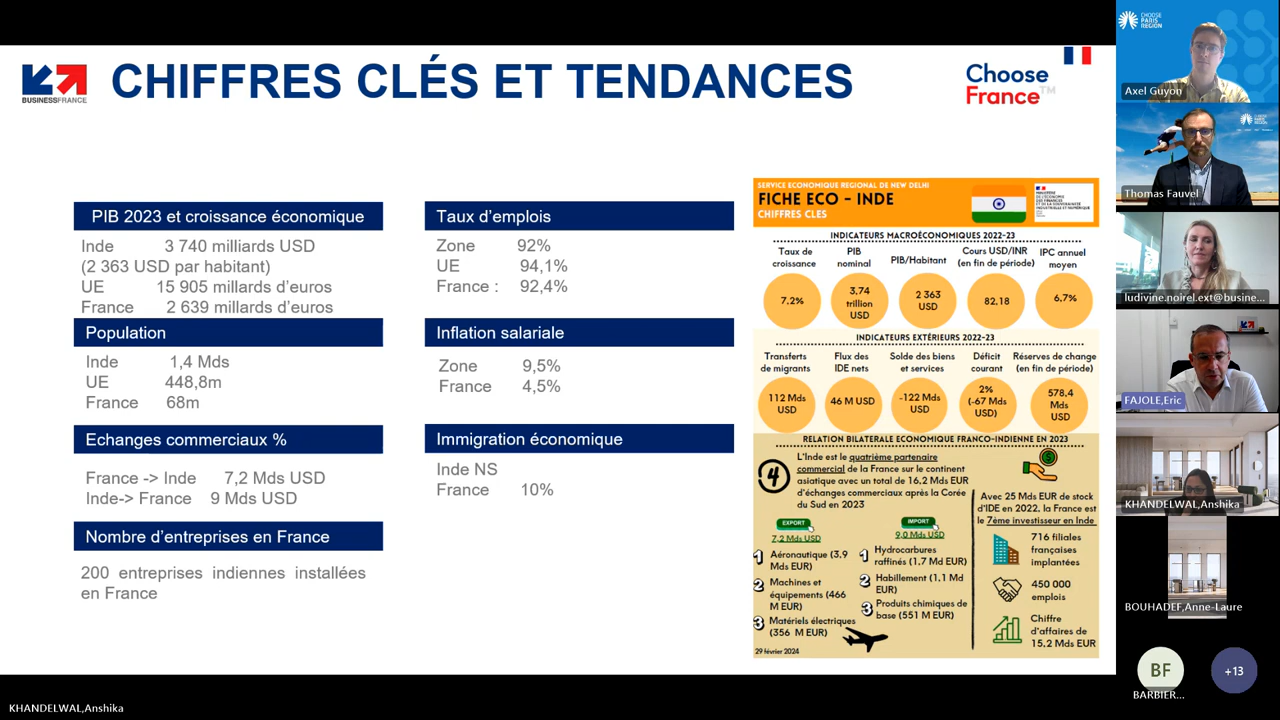 CHIFFRES CLÉS ET TENDANCES
BUSINESSFRANCE
Choose
France™
PIB 2023 et croissance économique
Inde 3 740 milliards USD
(2 363 USD par habitant)
UE 15 905 milliards d’euros
France 2 639 millards d’euros
Population
Inde 1,4 Mds
UE 448,8m
France 68m
Echanges commerciaux %
France -> Inde 7,2 Mds USD
Inde-> France 9 Mds USD
Nombre d’entreprises en France
200 entreprises indiennes installées
en France
Taux d’emplois
Zone 92%
UE 94,1%
France : 92,4%
Inflation salariale
Zone 9,5%
France 4,5%
Immigration économique
Inde NS
France 10%
SERVICE ECONOMIQUE REGIONAL DE NEW DELHI
FICHE ECO - INDE
CHIFFRES CLES
INDICATEURS MACROÉCONOMIQUES 2022-23
Taux de
croissance
7.2%
PIB
nominal
3,74
trillion
USD
PIB/Habitant
2 363
USD
Cours USD/INR
(en fin de période)
82,18
IPC annuel
moyen
6.7%
INDICATEURS EXTÉRIEURS 2022-23
Transferts
de migrants
112 Mds
USD
Flux des
IDE nets
46 M USD
Solde des biens
et services
-122 Mds
USD
Déficit
courant
2%
(-67 Mds
USD)
Réserves de change
(en fin de période)
578,4
Mds
USD
RELATION BILATERALE ECONOMIQUE FRANCO-INDIENNE EN 2023
4
L'Inde est le quatrième partenaire
commercial de la France sur le continent
asiatique avec un total de 16,2 Mds EUR
d'échanges commerciaux après la Corée
du Sud en 2023
EXPORT
7,2 Mds USD
1 Aéronautique (3,9
Mds EUR)
2 Machines et
équipements (466
M EUR)
3 Matériels électriques
(356 M EUR)
IMPORT
9,0 Mds USD
1 Hydrocarbures
raffinés (1,7 Md EUR)
2 Habillement (1,1 Md
EUR)
3 Produits chimiques de
base (551 M EUR)
Avec 25 Mds EUR de stock
d'IDE en 2022, la France est
le 7ème investisseur en Inde
716 filiales
françaises
implantées
450 000
emplois
Chiffre
d'affaires de
15,2 Mds EUR
29 février 2024
CHOOSE
PARIS
REGION
Axel Guyon
Thomas Fauvel
ludivine.noirel.ext@busine...
FAJOLE,Eric
KHANDELWAL,Anshika
BOUHADEF,Anne-Laure
BF
BARBIER...
+13
KHANDELWAL,Anshika